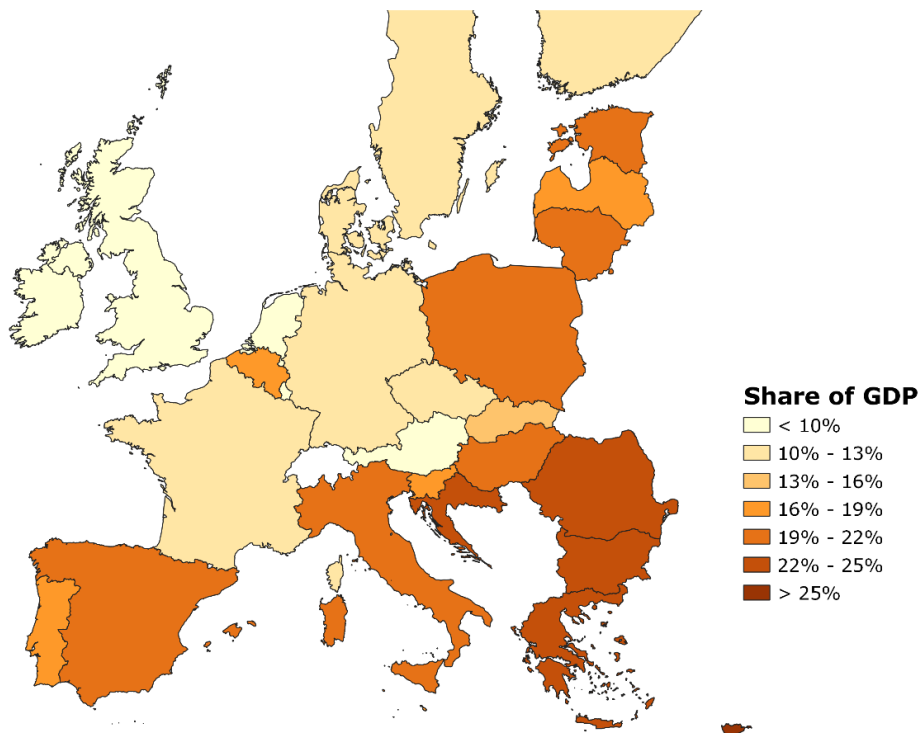 Share of GDP
< 10%
10% - 13%
13% - 16%
16% - 19%
19% - 22%
22% - 25%
> 25%